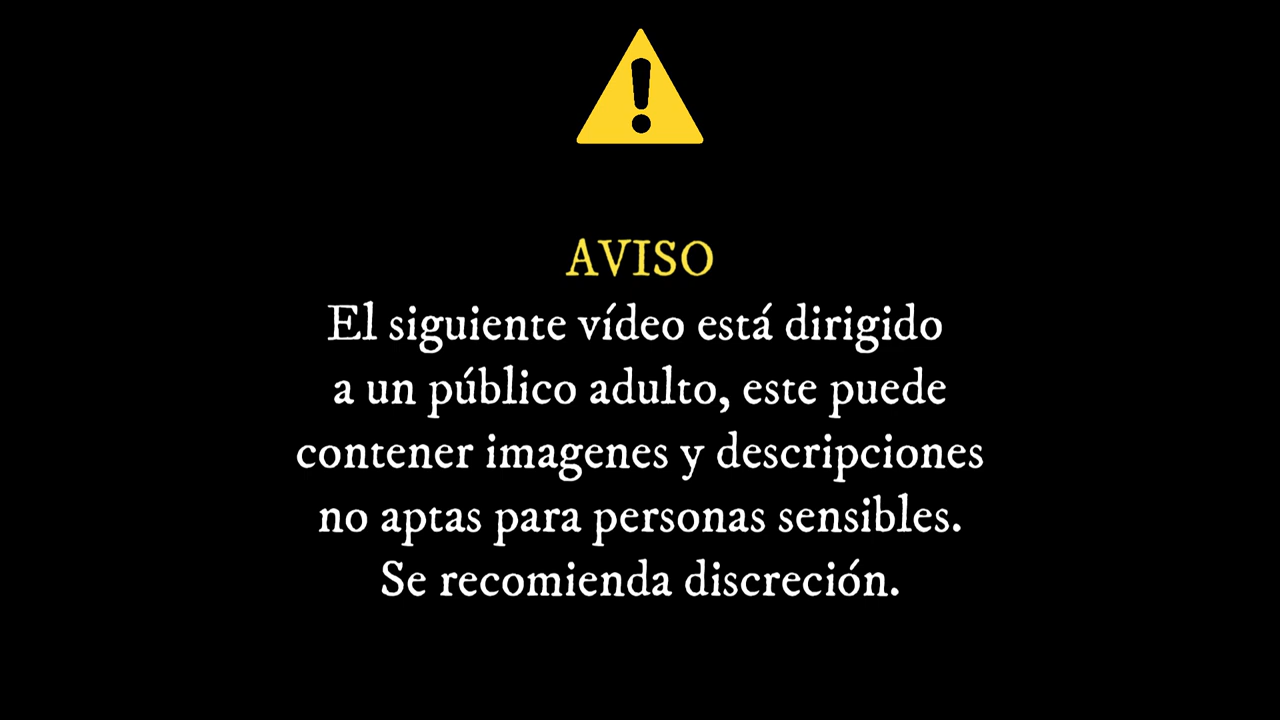 AVISO
El siguiente vídeo está dirigido
a un público adulto, este puede
contener imagenes y descripciones
no aptas para personas sensibles.
Se recomienda discreción.